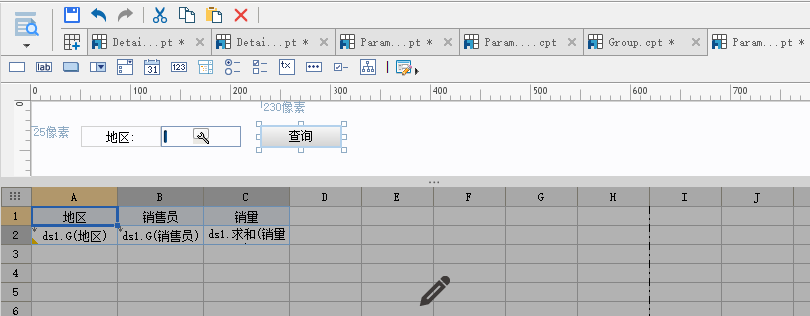 Detai...pt * Detai...pt * Param...pt * Param....cpt Group.cpt * Param...pt *
ab 31 123 tx
0 100 200 300 400 500 600 700
0
230像素
25像素 地区: 查询
A B C D E F G H I J
1 地区 销售员 销量
2 ds1.G(地区) ds1.G(销售员) ds1.求和(销量
3
4
5
6